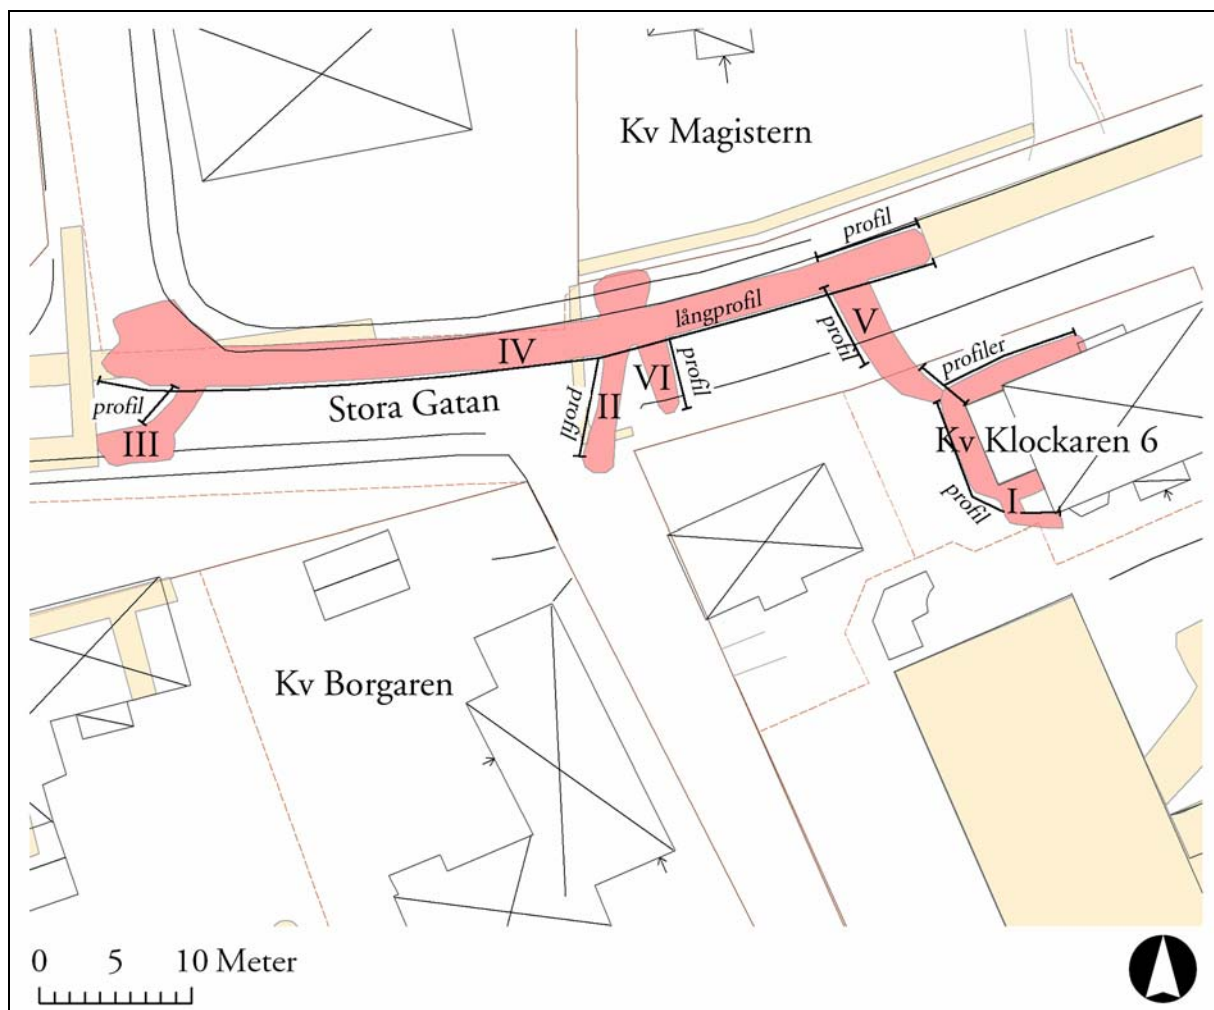 Kv Magistern
profil
långprofil
IV
V
profil
profiler
profil
III
Stora Gatan
profil
II
VI
profil
Kv Klockaren 6
profil
I
Kv Borgaren
0 5 10 Meter